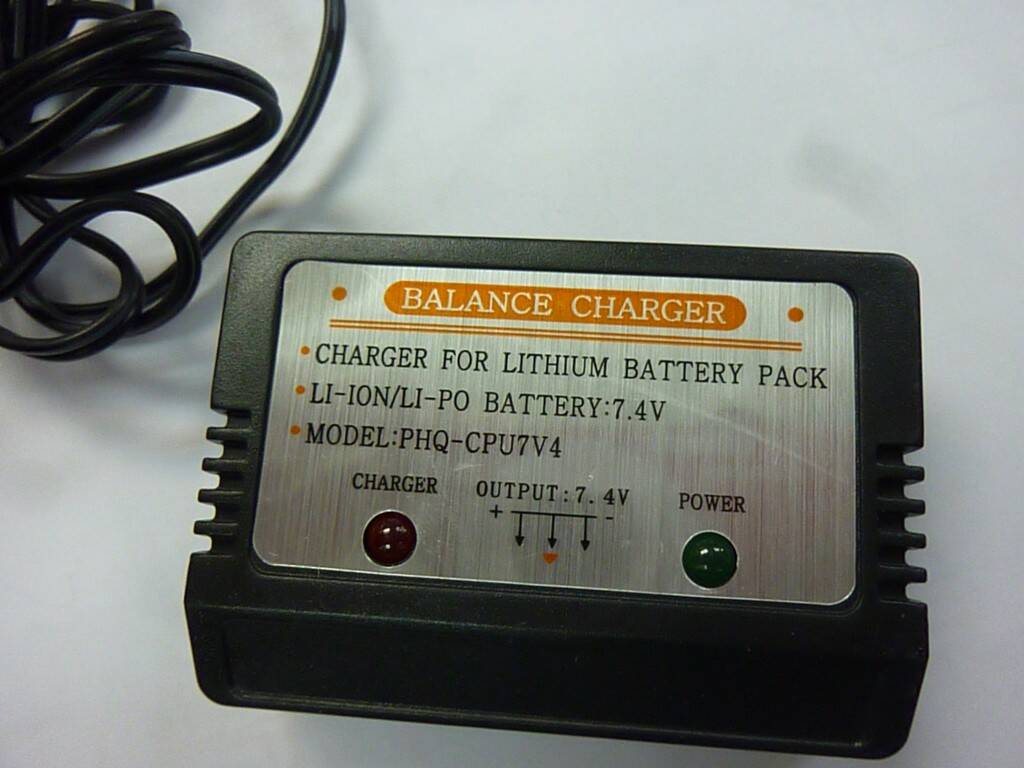 BALANCE CHARGER
CHARGER FOR LITHIUM BATTERY PACK
LI-ION/LI-PO BATTERY:7.4V
MODEL:PHQ-CPU7V4
CHARGER OUTPUT:7.4V POWER
+ -